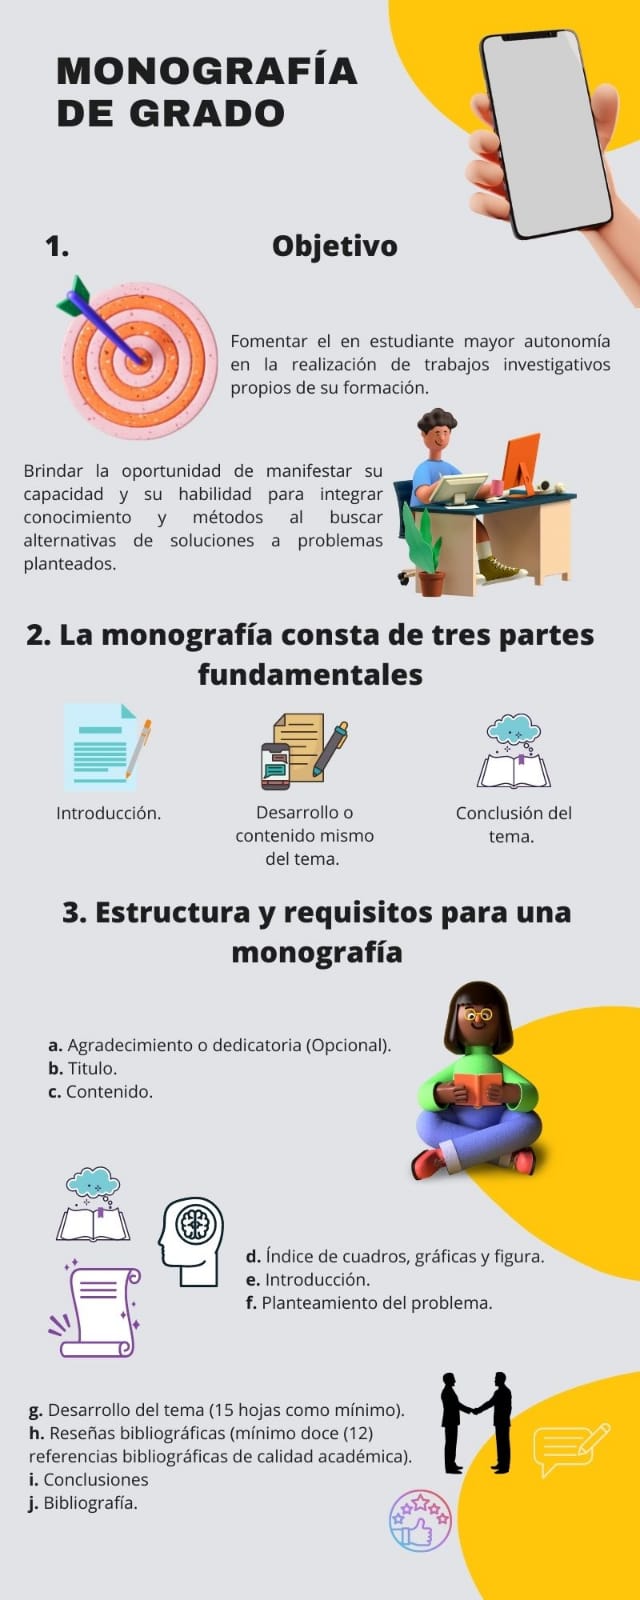 MONOGRAFÍA
DE GRADO
1. Objetivo
Fomentar el en estudiante mayor autonomía
en la realización de trabajos investigativos
propios de su formación.
Brindar la oportunidad de manifestar su
capacidad y su habilidad para integrar
conocimiento y métodos al buscar
alternativas de soluciones a problemas
planteados.
2. La monografía consta de tres partes
fundamentales
Introducción.
Desarrollo o
contenido mismo
del tema.
Conclusión del
tema.
3. Estructura y requisitos para una
monografía
a. Agradecimiento o dedicatoria (Opcional).
b. Titulo.
c. Contenido.
d. Índice de cuadros, gráficas y figura.
e. Introducción.
f. Planteamiento del problema.
g. Desarrollo del tema (15 hojas como mínimo).
h. Reseñas bibliográficas (mínimo doce (12)
referencias bibliográficas de calidad académica).
i. Conclusiones
j. Bibliografía.